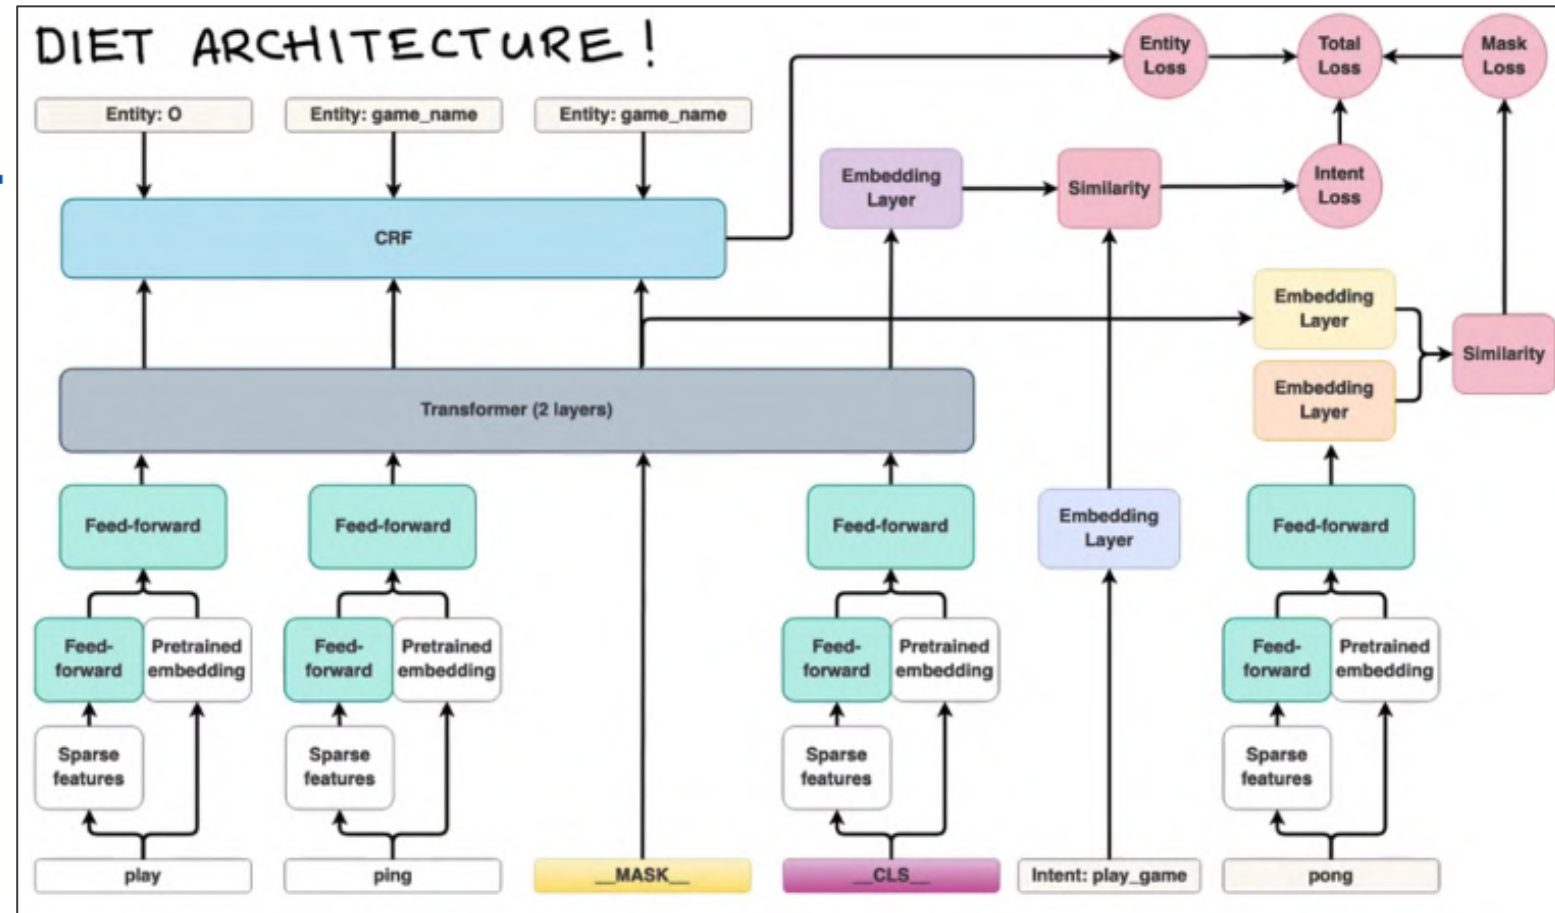 DIET ARCHITECTURE!
Entity
Loss
Total
Loss
Mask
Loss
Entity: O
Entity: game_name
Entity: game_name
Embedding
Layer
Similarity
Intent
Loss
CRF
Embedding
Layer
Similarity
Embedding
Layer
Transformer (2 layers)
Feed-forward
Feed-forward
Feed-forward
Embedding
Layer
Feed-forward
Feed-
forward
Pretrained
embedding
Feed-
forward
Pretrained
embedding
Feed-
forward
Pretrained
embedding
Feed-
forward
Pretrained
embedding
Sparse
features
Sparse
features
Sparse
features
Sparse
features
play
ping
__MASK__
__CLS__
Intent: play_game
pong